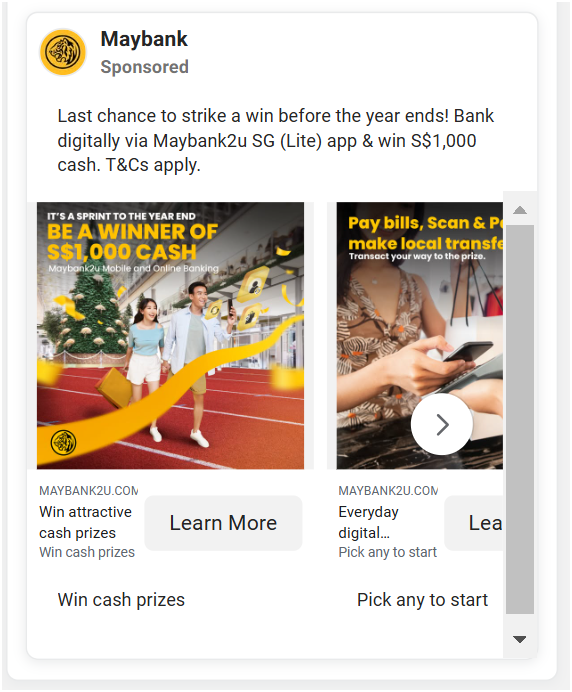 Maybank
Sponsored
Last chance to strike a win before the year ends! Bank
digitally via Maybank2u SG (Lite) app & win S$1,000
cash. T&Cs apply.
IT'S A SPRINT TO THE YEAR END
BE A WINNER OF
S$1,000 CASH
Maybank2u Mobile and Online Banking
Pay bills, Scan & P
make local transfe
Transact your way to the prize.
MAYBANK2U.COM
Win attractive
cash prizes
Win cash prizes
Learn More
MAYBANK2U.COM
Everyday
digital...
Pick any to start
Lea
Win cash prizes
Pick any to start